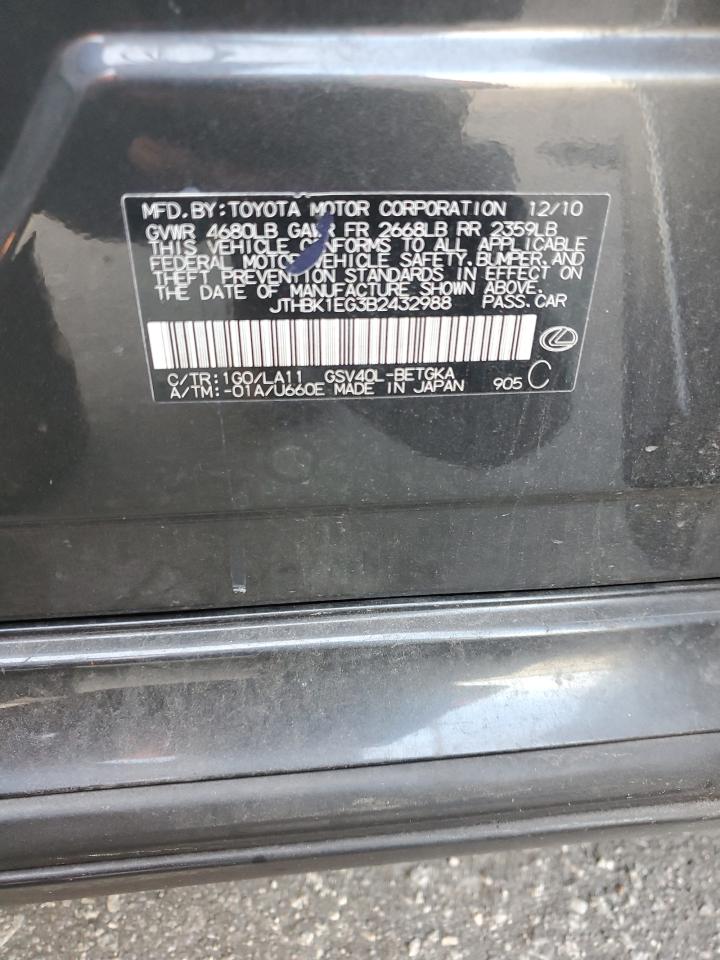 MFD.BY:TOYOTA MOTOR CORPORATION 12/10
GVWR 4680LB GAWR FR 2668LB RR 2359LB
THIS VEHICLE CONFORMS TO ALL APPLICABLE
FEDERAL MOTOR VEHICLE SAFETY,BUMPER,AND
THEFT PREVENTION STANDARDS IN EFFECT ON
THE DATE OF MANUFACTURE SHOWN ABOVE.
JTHBK1EG3B2432988 PASS.CAR
C/TR:1G0/LA11 GSV40L-BETGKA
A/TM:-01A/U660E MADE IN JAPAN 905 C